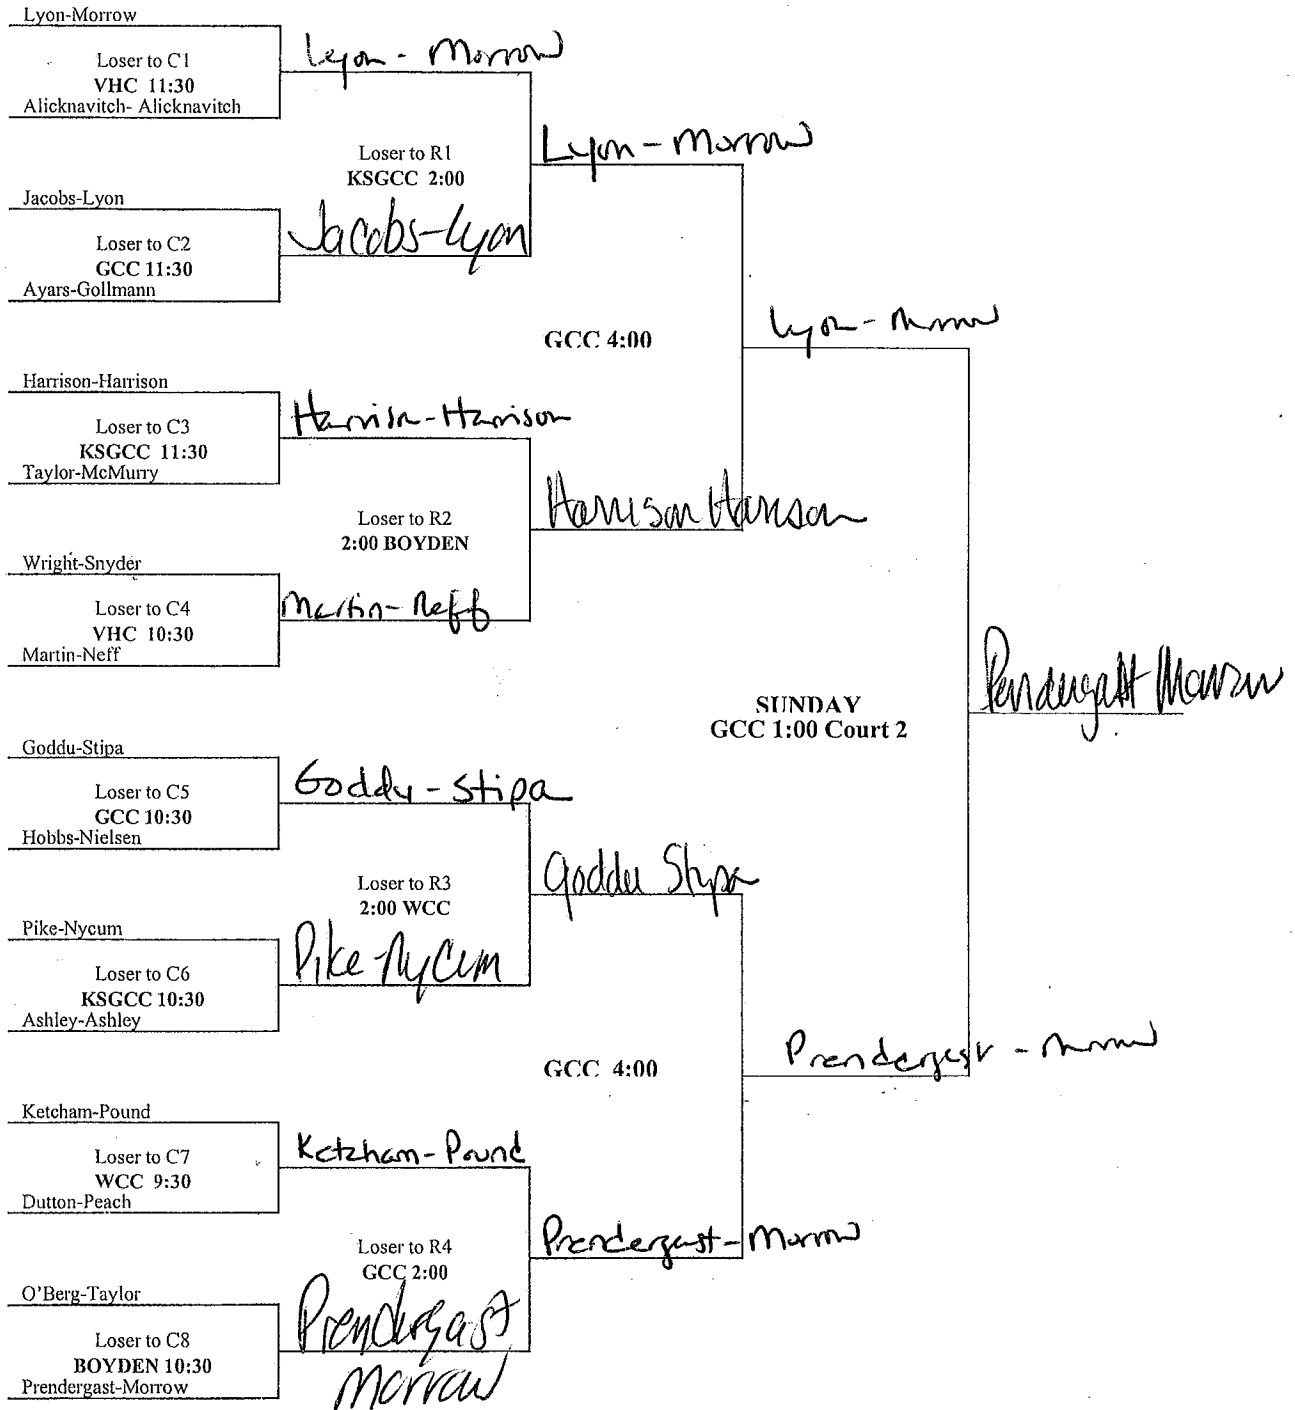 Lyon-Morrow
Loser to C1
VHC 11:30
Alicknavitch- Alicknavitch
Lyon - Morrow
Loser to R1
KSGCC 2:00
Lyon - Morrow
Jacobs-Lyon
Loser to C2
GCC 11:30
Ayars-Gollmann
Jacobs-Lyon
GCC 4:00
Lyon - Morrow
Harrison-Harrison
Loser to C3
KSGCC 11:30
Taylor-McMurry
Harrison-Harrison
Loser to R2
2:00 BOYDEN
Harrison Harrison
Wright-Snyder
Loser to C4
VHC 10:30
Martin-Neff
Martin-Neff
SUNDAY
GCC 1:00 Court 2
Pendergast Morrow
Goddu-Stipa
Loser to C5
GCC 10:30
Hobbs-Nielsen
Goddu - Stipa
Loser to R3
2:00 WCC
Goddu Stipa
Pike-Nycum
Loser to C6
KSGCC 10:30
Ashley-Ashley
Pike-Nycum
GCC 4:00
Prendergast - Morrow
Ketcham-Pound
Loser to C7
WCC 9:30
Dutton-Peach
Ketcham-Pound
Loser to R4
GCC 2:00
Prendergast-Morrow
O'Berg-Taylor
Loser to C8
BOYDEN 10:30
Prendergast-Morrow
Prendergast
Morrow